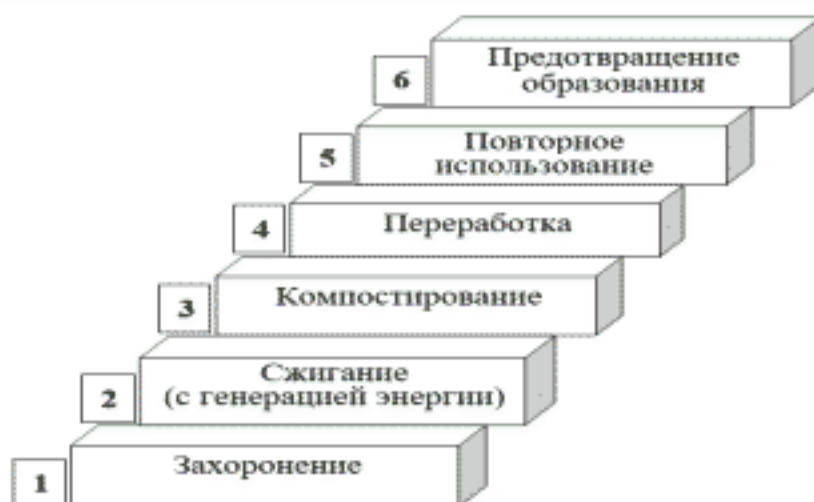 6
Предотвращение
образования
5
Повторное
использование
4
Переработка
3
Компостирование
2
Сжигание
(с генерацией энергии)
1
Захоронение